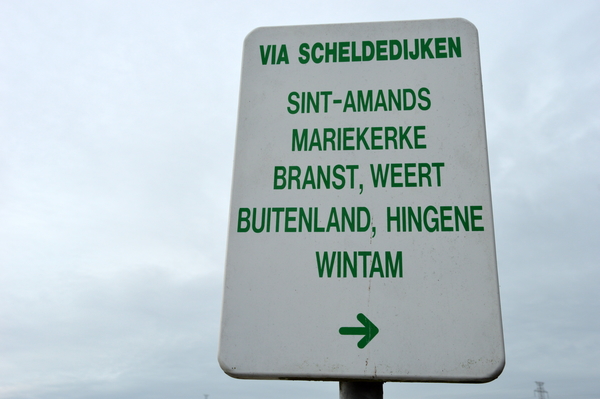 VIA SCHELDEDIJKEN
SINT-AMANDS
MARIEKERKE
BRANST, WEERT
BUITENLAND, HINGENE
WINTAM